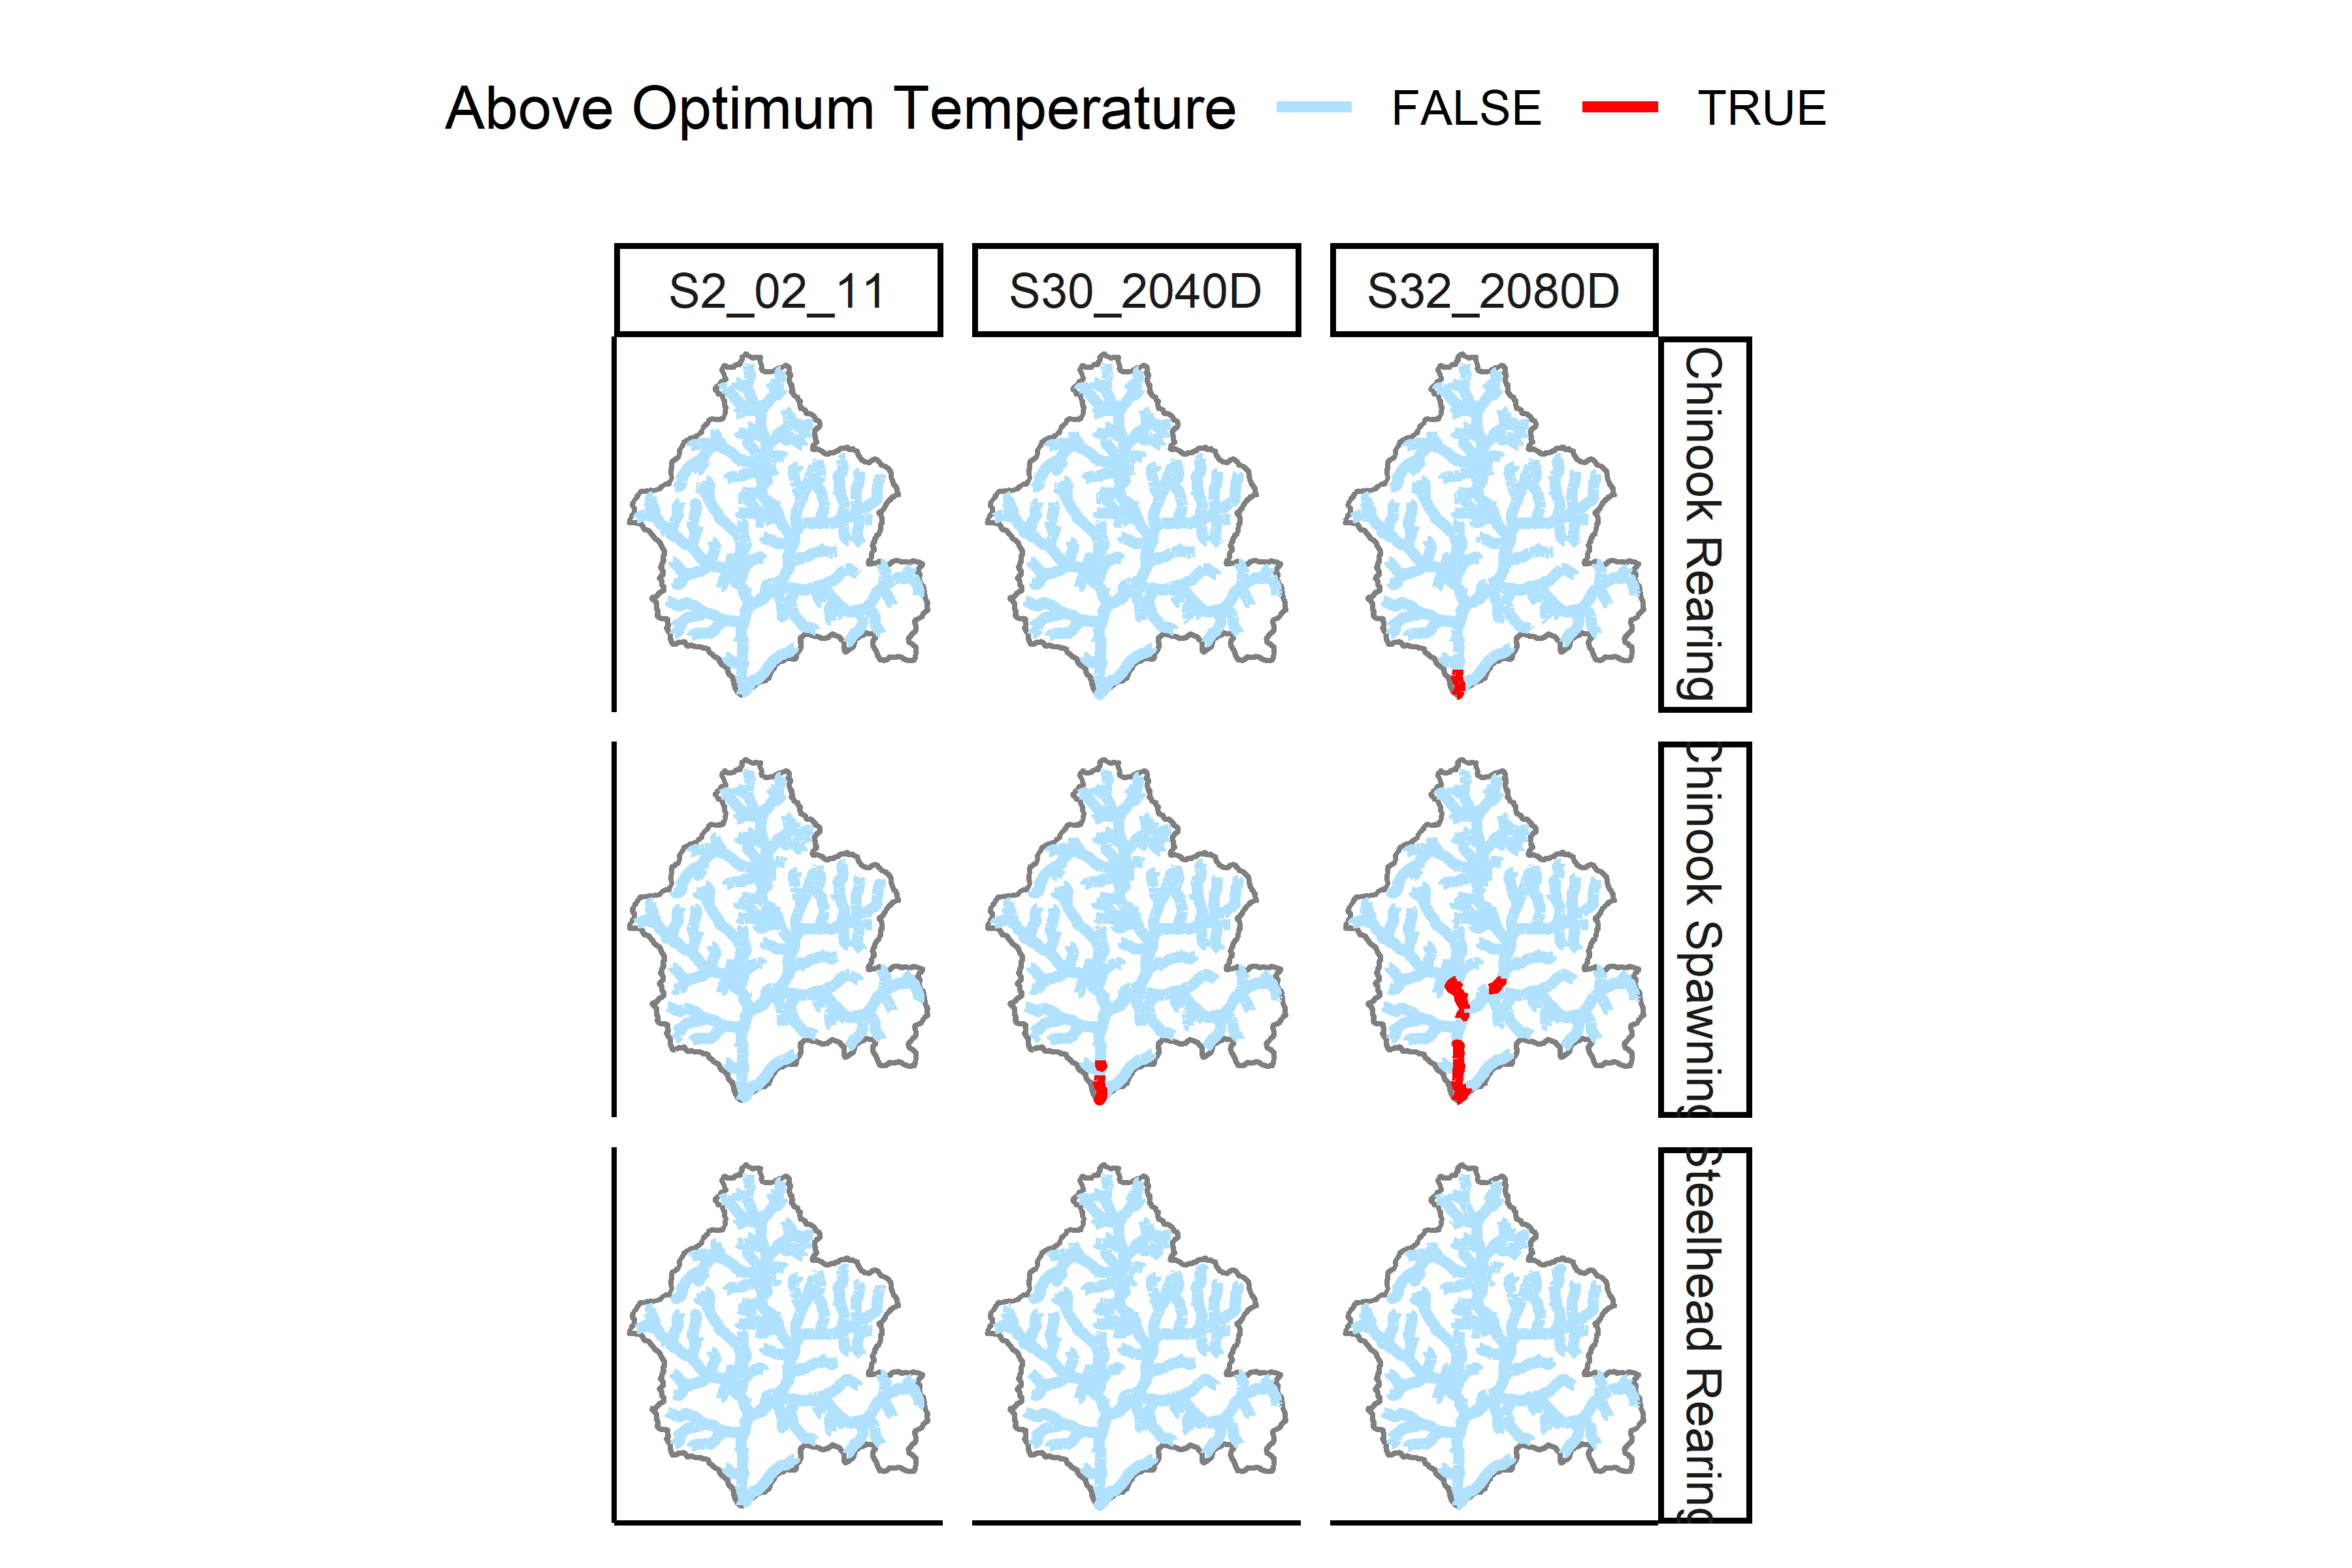 Above Optimum Temperature FALSE TRUE
S2_02_11 S30_2040D S32_2080D
Chinook Rearing
Chinook Spawning
Steelhead Rearing